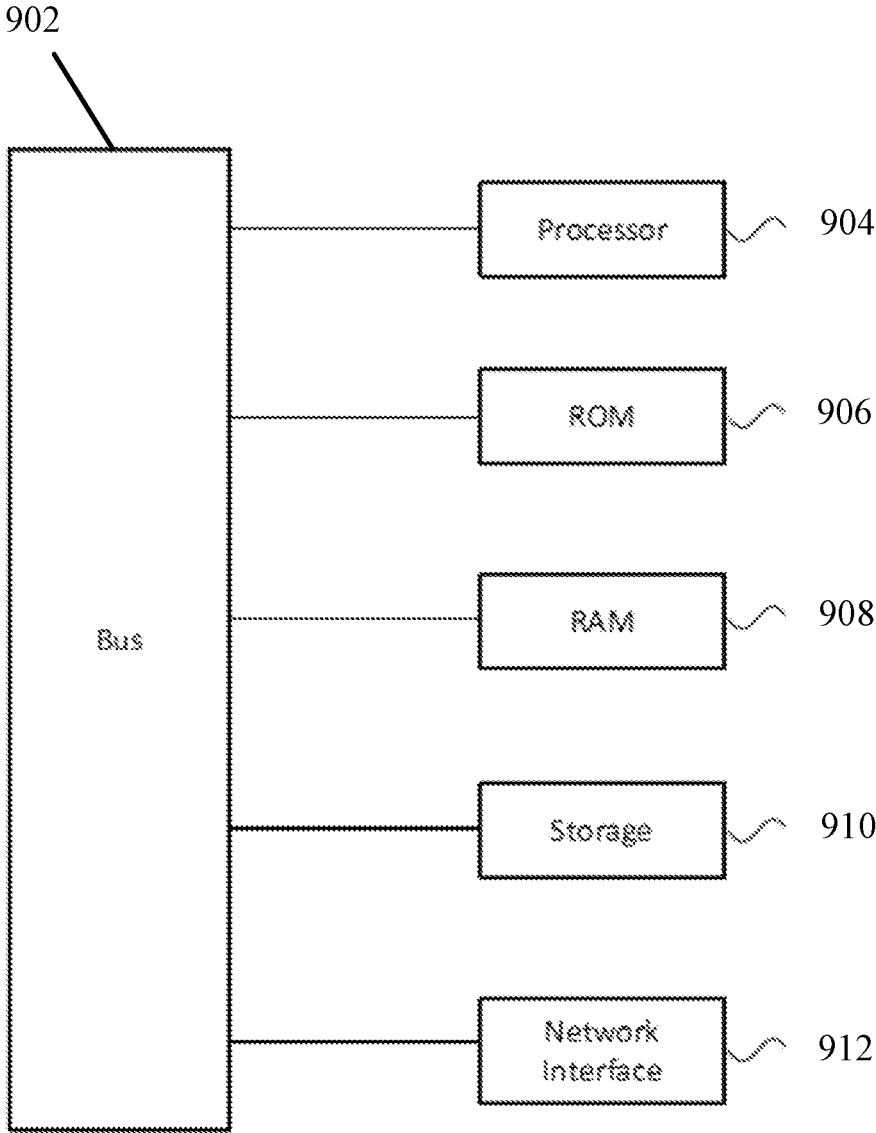 902
Processor
904
ROM
906
RAM
908
Bus
Storage
910
Network
Interface
912